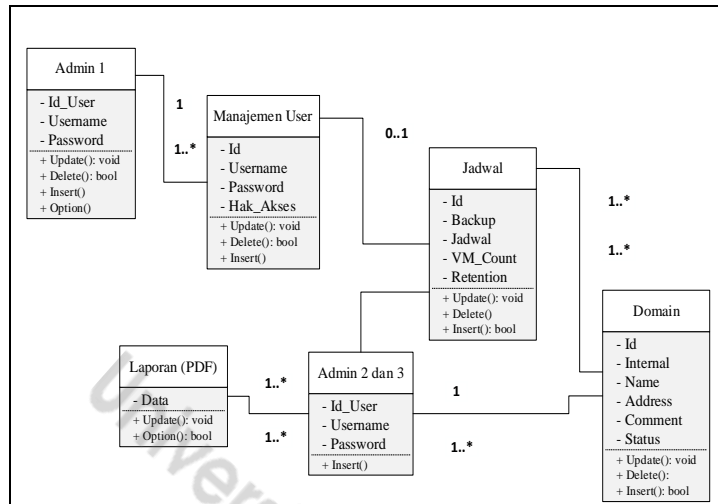 Admin 1
- Id_User
- Username
- Password
+ Update(): void
+ Delete(): bool
+ Insert()
+ Option()
1
1..*
Manajemen User
- Id
- Username
- Password
- Hak_Akses
+ Update(): void
+ Delete(): bool
+ Insert()
0..1
Jadwal
- Id
- Backup
- Jadwal
- VM_Count
- Retention
+ Update(): void
+ Delete()
+ Insert(): bool
1..*
1..*
Domain
- Id
- Internal
- Name
- Address
- Comment
- Status
+ Update(): void
+ Delete():
+ Insert(): bool
Laporan (PDF)
- Data
+ Update(): void
+ Option(): bool
1..*
1..*
Admin 2 dan 3
- Id_User
- Username
- Password
+ Insert()
1
1..*